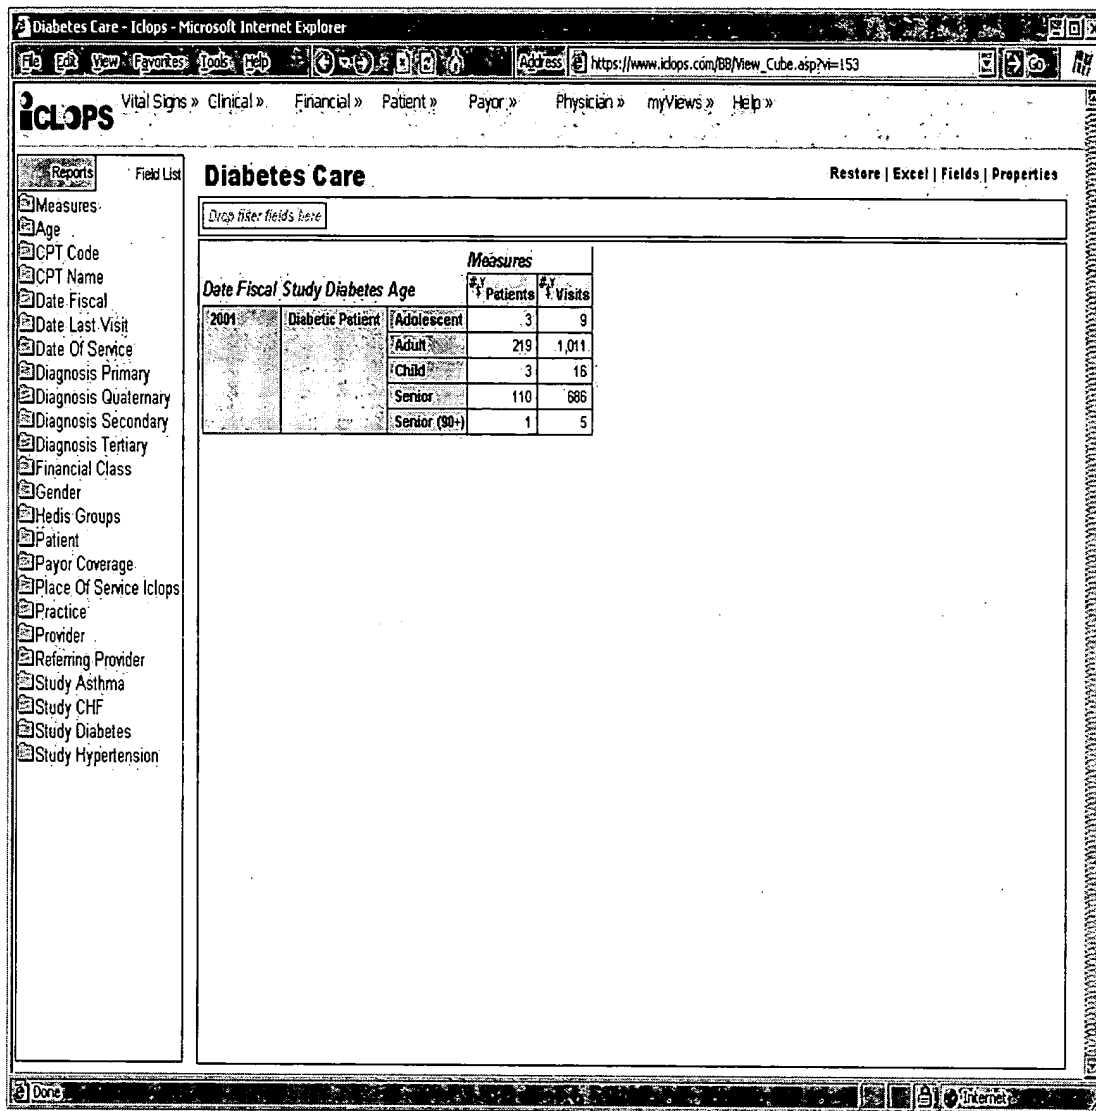 Diabetes Care - Iclops - Microsoft Internet Explorer
File Edit View Favorites Tools Help Address https://www.iclops.com/BB/View_Cube.asp?vi=153 Go
ICLOPS Vital Signs » Clinical » Financial » Patient » Payor » Physician » myViews » Help »
Reports Field List
Measures
Age
CPT Code
CPT Name
Date Fiscal
Date Last Visit
Date Of Service
Diagnosis Primary
Diagnosis Quaternary
Diagnosis Secondary
Diagnosis Tertiary
Financial Class
Gender
Hedis Groups
Patient
Payor Coverage
Place Of Service Iclops
Practice
Provider
Referring Provider
Study Asthma
Study CHF
Study Diabetes
Study Hypertension
Diabetes Care Restore | Excel | Fields | Properties
Drop filter fields here
Measures
Date Fiscal Study Diabetes Age Patients Visits
2001 Diabetic Patient Adolescent 3 9
Adult 219 1,011
Child 3 16
Senior 110 686
Senior (90+) 1 5
Done Internet